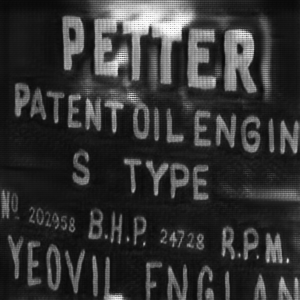 PETTER
PATENT OIL ENGIN
S TYPE
No 202958 B.H.P. 24728 R.P.M.
YEOVIL ENGLAN